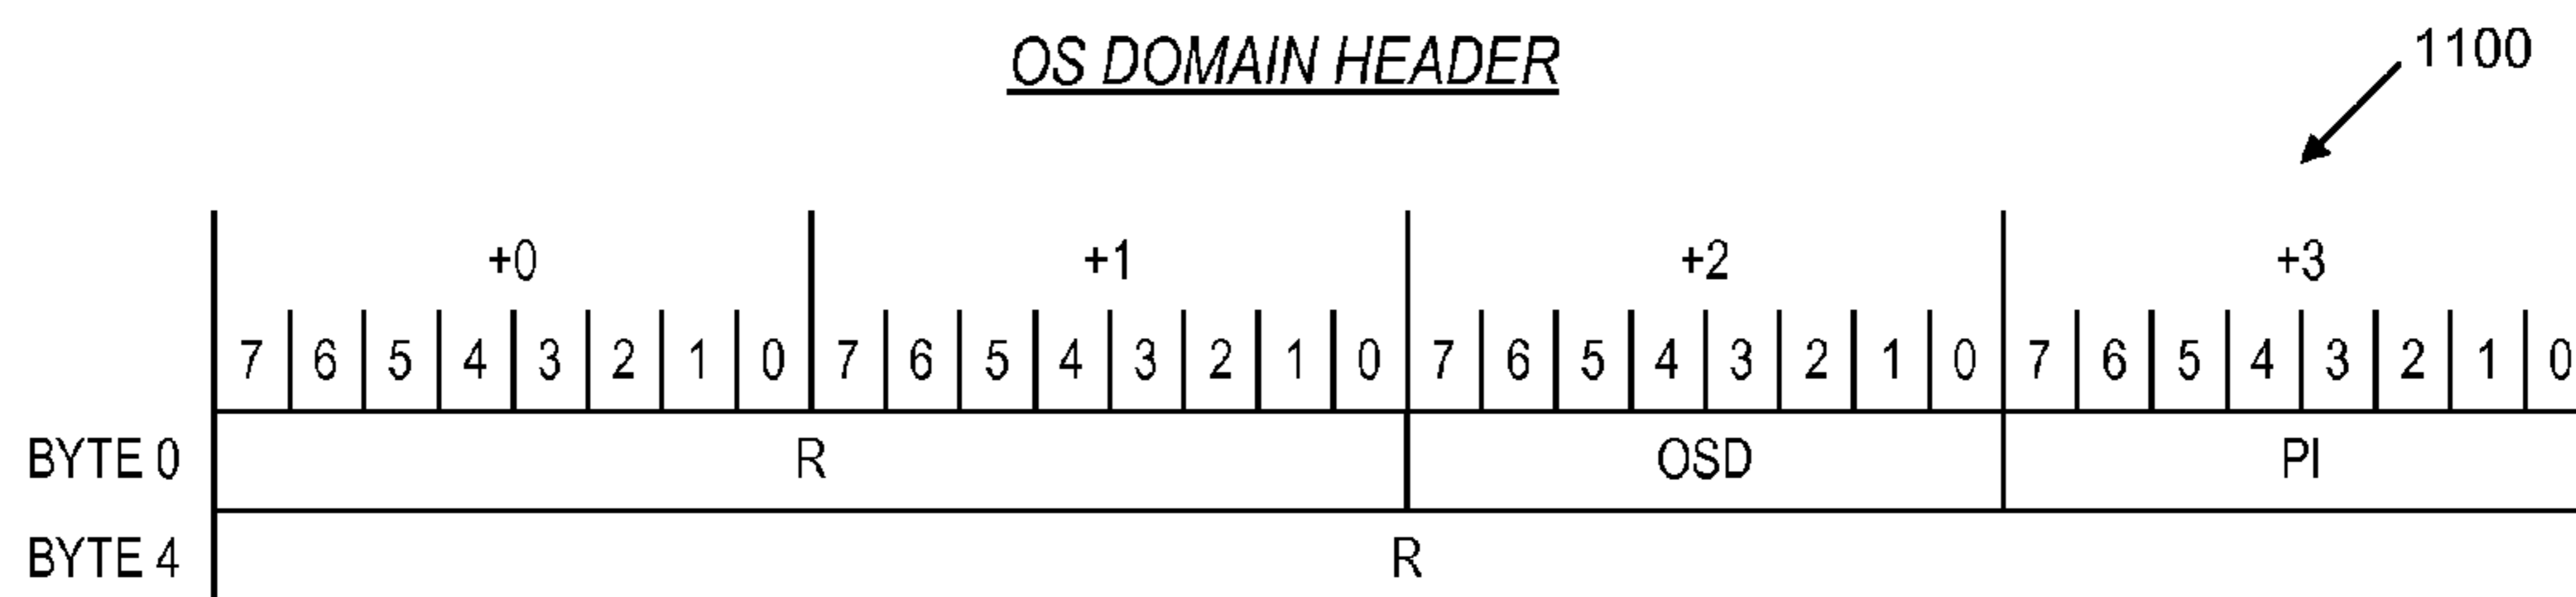 OS DOMAIN HEADER
1100
+0 +1 +2 +3
7 6 5 4 3 2 1 0 7 6 5 4 3 2 1 0 7 6 5 4 3 2 1 0 7 6 5 4 3 2 1 0
BYTE 0 R OSD PI
BYTE 4 R